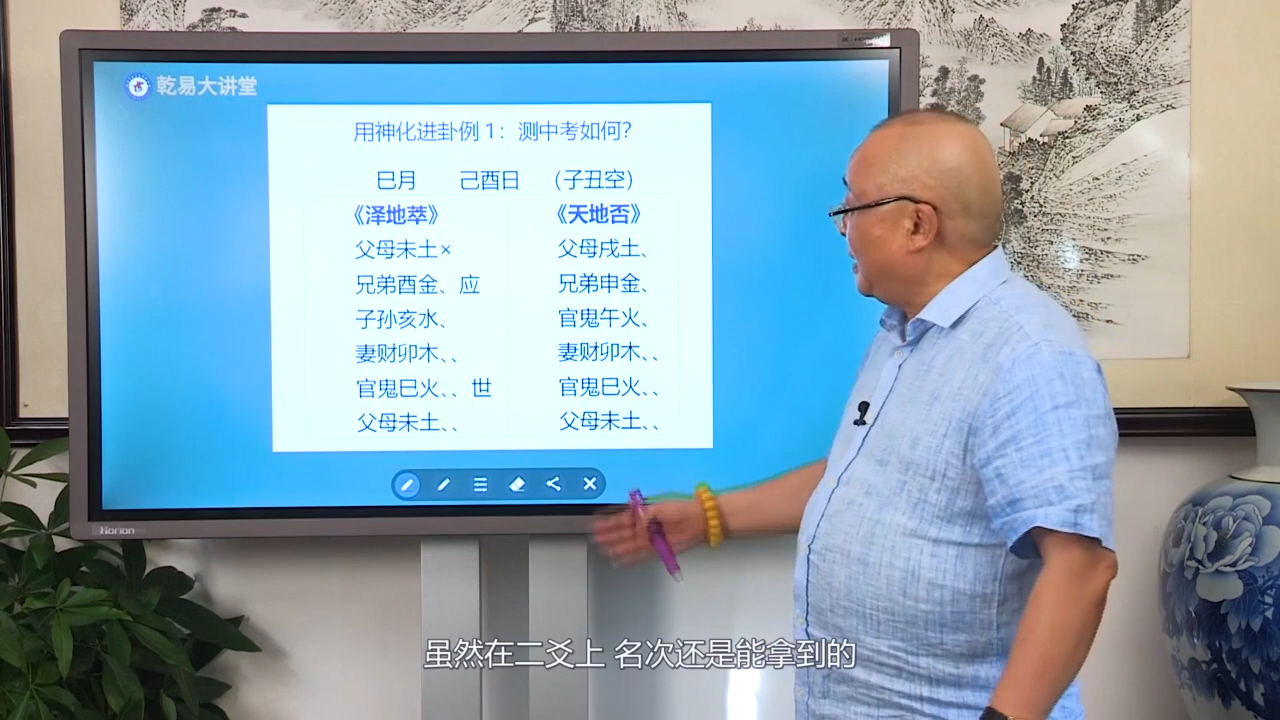 乾易大讲堂
用神化进卦例1：测中考如何？
巳月 己酉日 （子丑空）
《泽地萃》 《天地否》
父母未土× 父母戌土、
兄弟酉金、应 兄弟申金、
子孙亥水、 官鬼午火、
妻财卯木、、 妻财卯木、、
官鬼巳火、、世 官鬼巳火、、
父母未土、、 父母未土、、
Horion
虽然在二爻上 名次还是能拿到的